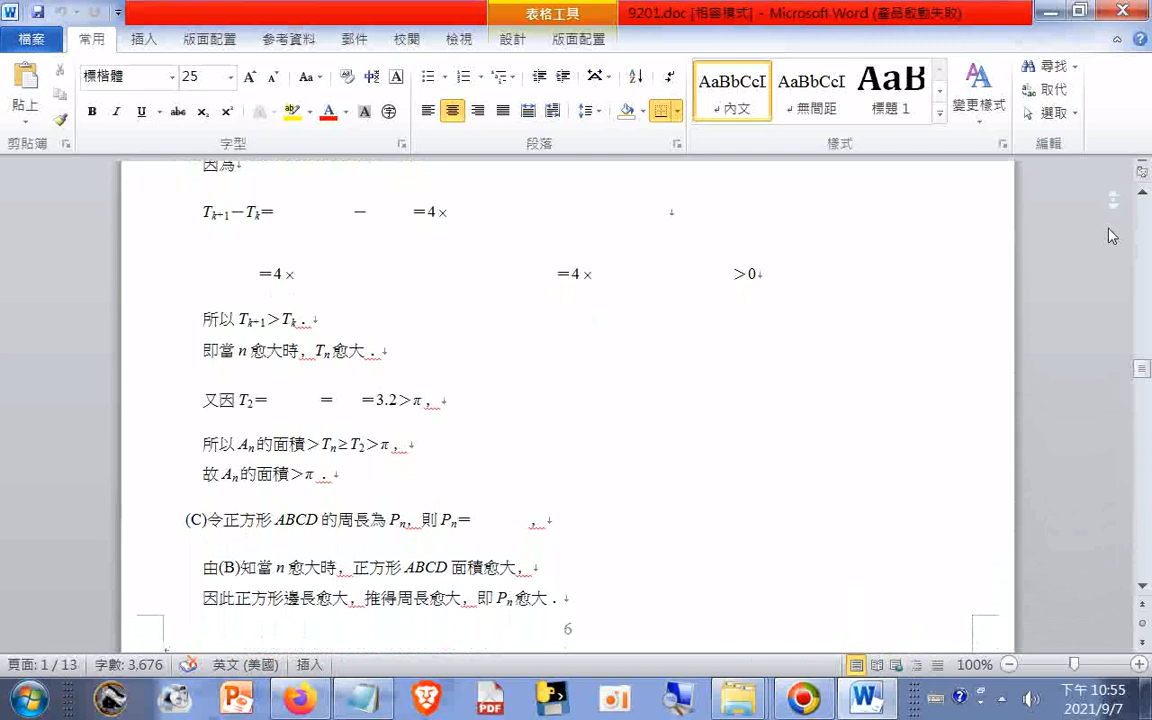 表格工具
9201.doc [相容模式] - Microsoft Word (產品啟動失敗)
檔案 常用 插入 版面配置 參考資料 郵件 校閱 檢視 設計 版面配置
標楷體 25
貼上
AaBbCcI AaBbCcI AaB
內文 無間距 標題 1
變更樣式
尋找
取代
選取
剪貼簿 字型 段落 樣式 編輯
因為
Tk+1-Tk= - =4×
=4× =4× >0
所以 Tk+1>Tk.
即當 n 愈大時,Tn愈大.
又因 T2= = =3.2>π,
所以 An的面積>Tn≥T2>π,
故 An的面積>π.
(C)令正方形 ABCD 的周長為 Pn,則 Pn= ,
由(B)知當 n 愈大時,正方形 ABCD 面積愈大,
因此正方形邊長愈大,推得周長愈大,即 Pn愈大.
6
頁面: 1 / 13 字數: 3,676 英文 (美國) 插入 100%
下午 10:55
2021/9/7